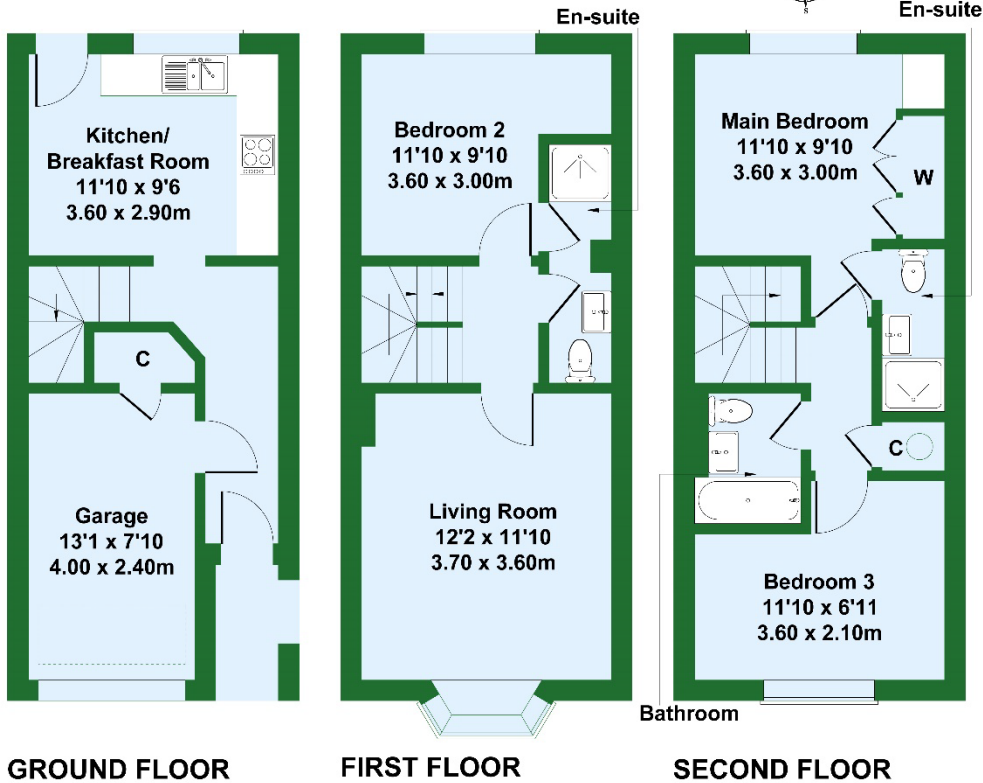 S
En-suite
En-suite
Kitchen/
Breakfast Room
11'10 x 9'6
3.60 x 2.90m
C
Garage
13'1 x 7'10
4.00 x 2.40m
GROUND FLOOR
Bedroom 2
11'10 x 9'10
3.60 x 3.00m
Living Room
12'2 x 11'10
3.70 x 3.60m
FIRST FLOOR
Main Bedroom
11'10 x 9'10
3.60 x 3.00m
W
C
Bedroom 3
11'10 x 6'11
3.60 x 2.10m
Bathroom
SECOND FLOOR